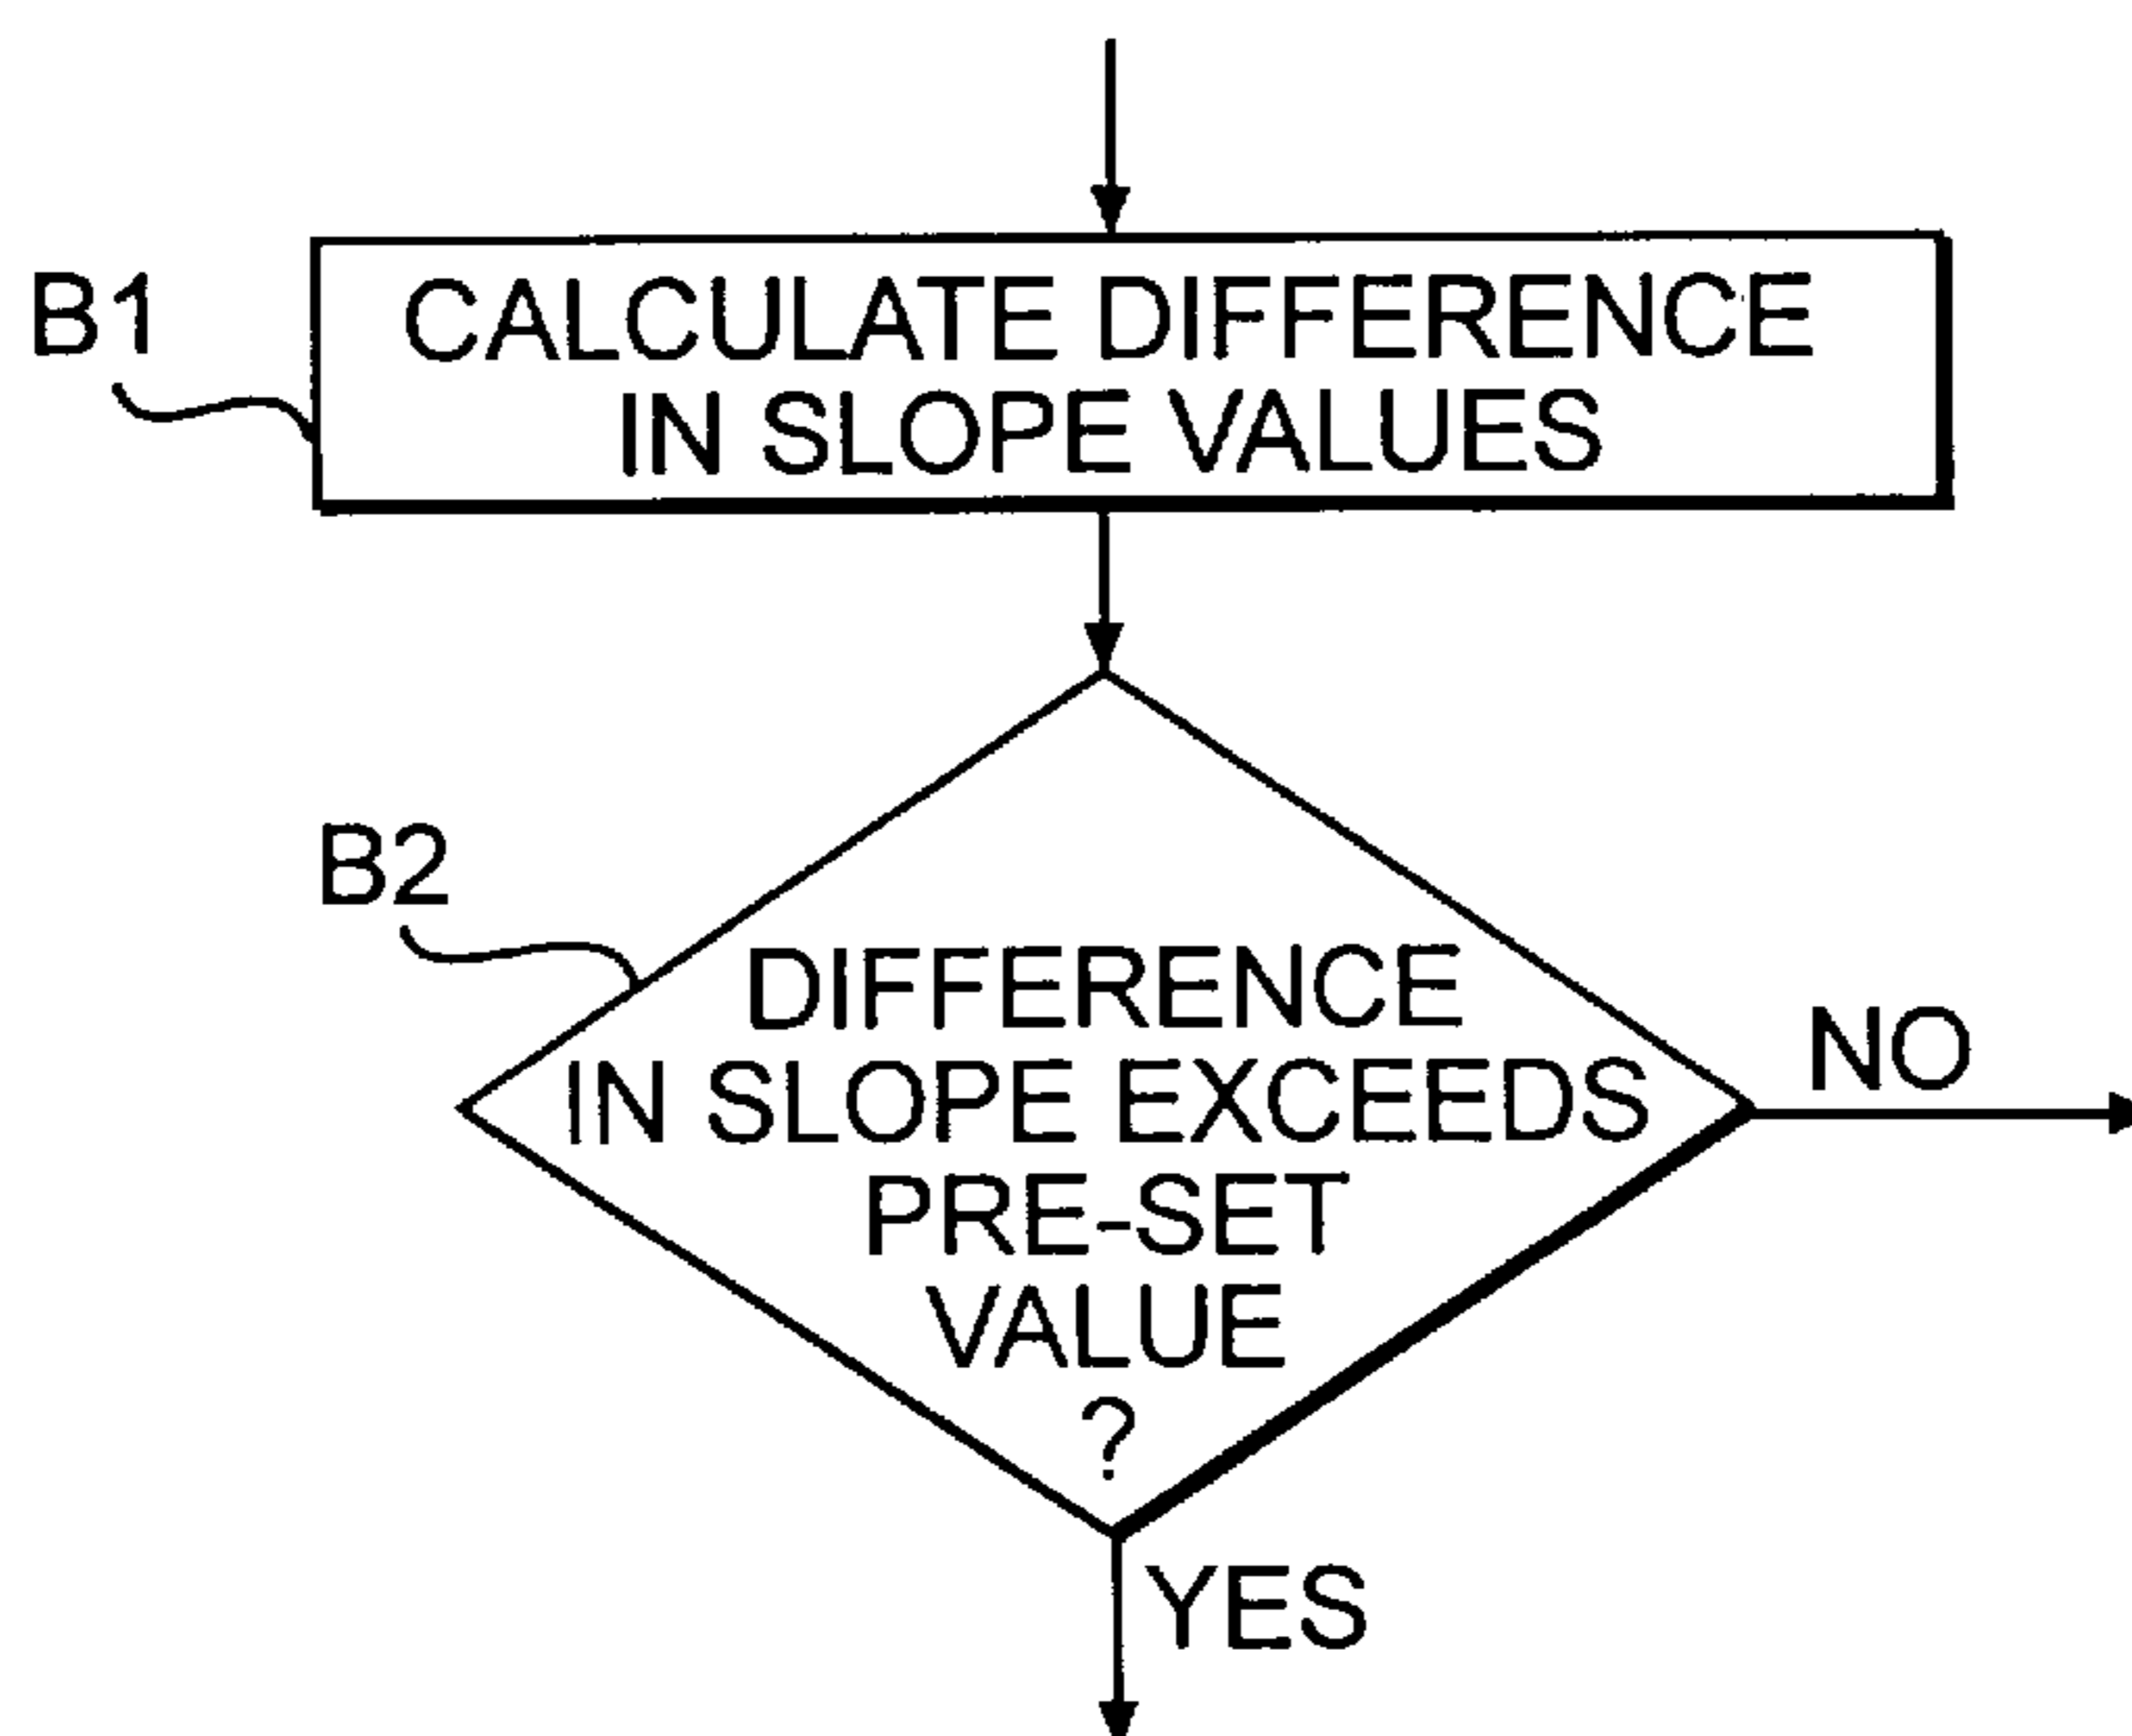 B1
CALCULATE DIFFERENCE
IN SLOPE VALUES
B2
DIFFERENCE
IN SLOPE EXCEEDS
PRE-SET
VALUE
?
NO
YES